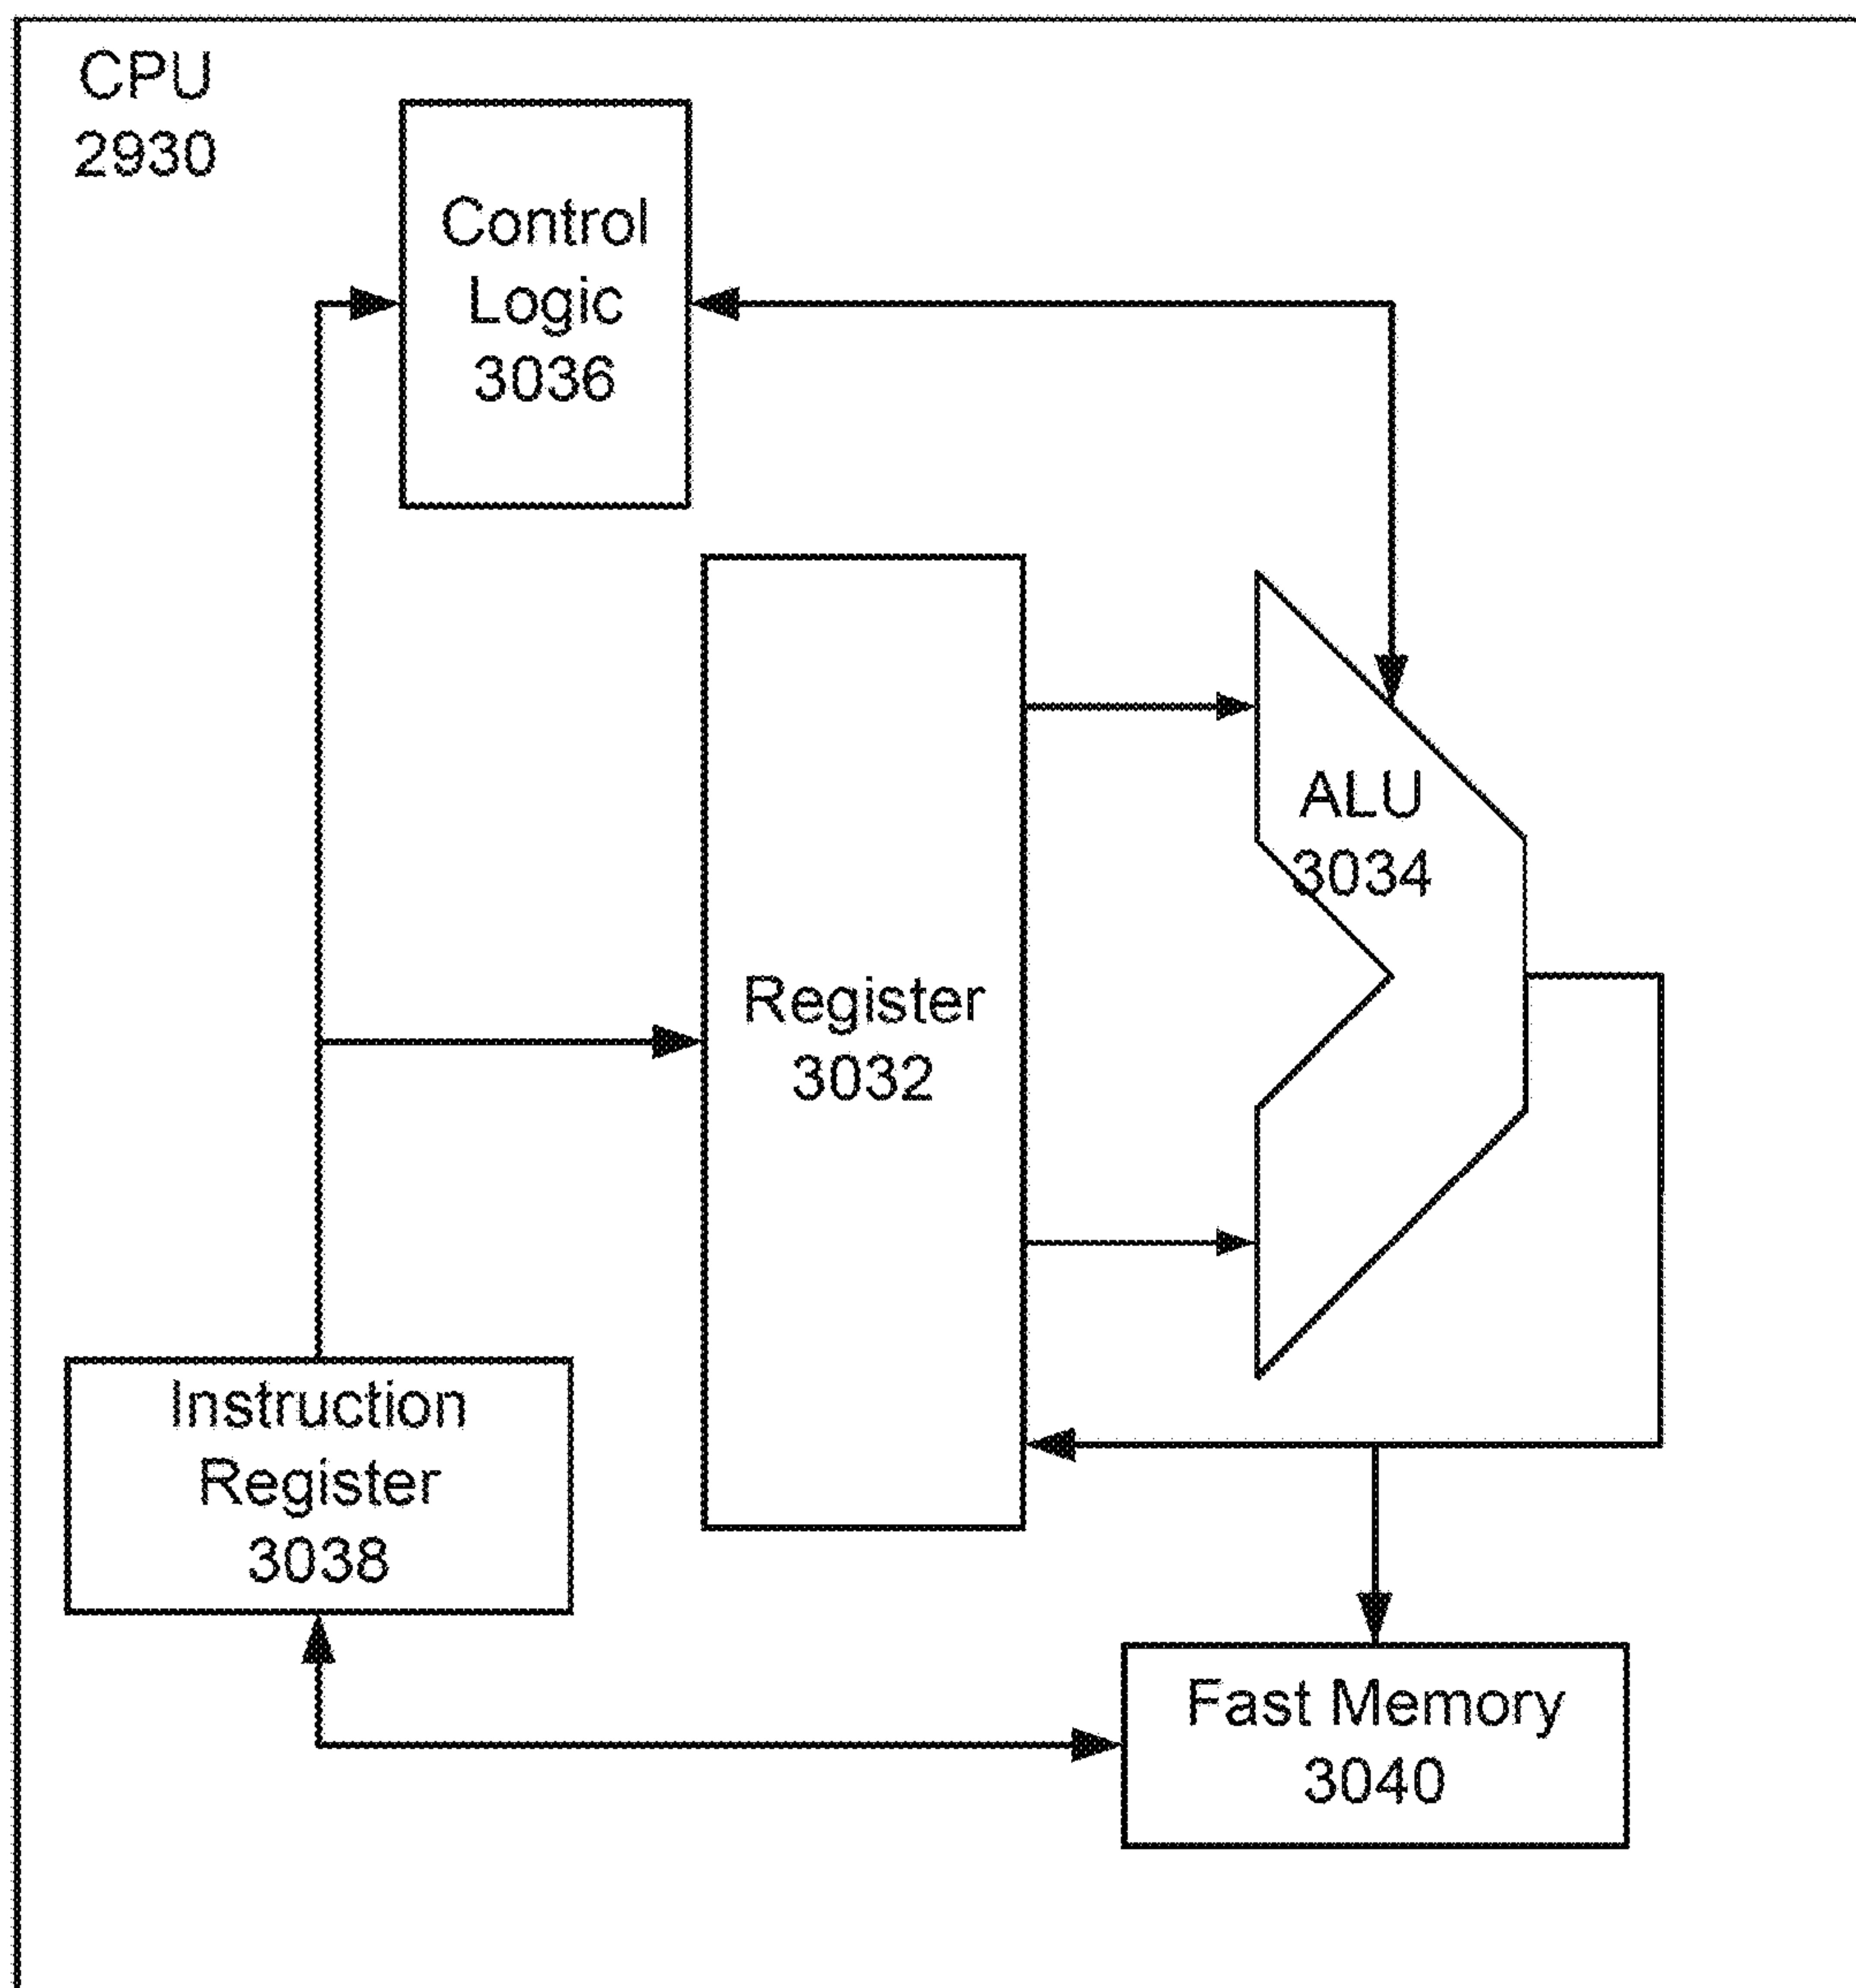 CPU
2930
Control
Logic
3036
ALU
3034
Register
3032
Instruction
Register
3038
Fast Memory
3040